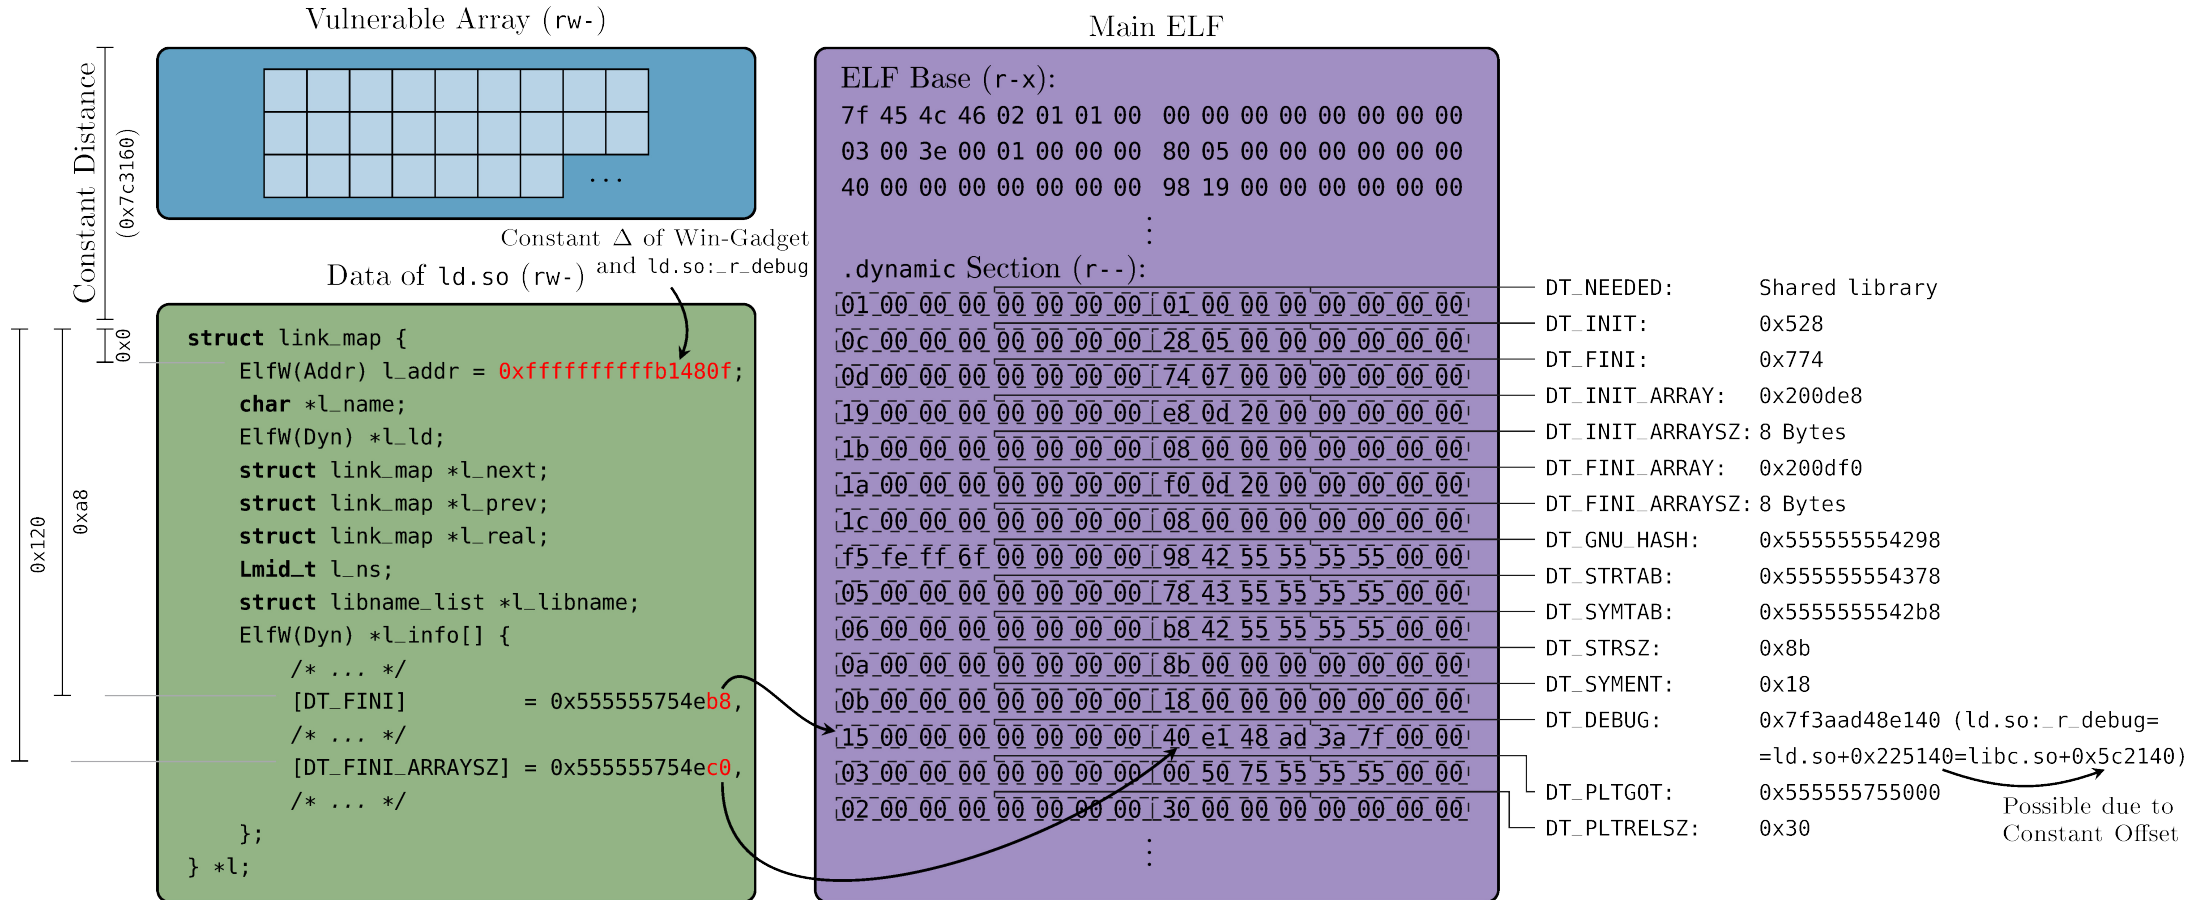 Vulnerable Array (rw-)
Constant Distance
(0x7c3160)
...
Constant Δ of Win-Gadget
and ld.so:_r_debug
Data of ld.so (rw-)
0x0
0xa8
0x120
struct link_map {
ElfW(Addr) l_addr = 0xffffffffffb1480f;
char *l_name;
ElfW(Dyn) *l_ld;
struct link_map *l_next;
struct link_map *l_prev;
struct link_map *l_real;
Lmid_t l_ns;
struct libname_list *l_libname;
ElfW(Dyn) *l_info[] {
/* ... */
[DT_FINI] = 0x555555754eb8,
/* ... */
[DT_FINI_ARRAYSZ] = 0x555555754ec0,
/* ... */
};
} *l;
Main ELF
ELF Base (r-x):
7f 45 4c 46 02 01 01 00 00 00 00 00 00 00 00 00
03 00 3e 00 01 00 00 00 80 05 00 00 00 00 00 00
40 00 00 00 00 00 00 00 98 19 00 00 00 00 00 00
.dynamic Section (r--):
01 00 00 00 00 00 00 00 01 00 00 00 00 00 00 00
0c 00 00 00 00 00 00 00 28 05 00 00 00 00 00 00
0d 00 00 00 00 00 00 00 74 07 00 00 00 00 00 00
19 00 00 00 00 00 00 00 e8 0d 20 00 00 00 00 00
1b 00 00 00 00 00 00 00 08 00 00 00 00 00 00 00
1a 00 00 00 00 00 00 00 f0 0d 20 00 00 00 00 00
1c 00 00 00 00 00 00 00 08 00 00 00 00 00 00 00
f5 fe ff 6f 00 00 00 00 98 42 55 55 55 55 00 00
05 00 00 00 00 00 00 00 78 43 55 55 55 55 00 00
06 00 00 00 00 00 00 00 b8 42 55 55 55 55 00 00
0a 00 00 00 00 00 00 00 8b 00 00 00 00 00 00 00
0b 00 00 00 00 00 00 00 18 00 00 00 00 00 00 00
15 00 00 00 00 00 00 00 40 e1 48 ad 3a 7f 00 00
03 00 00 00 00 00 00 00 00 50 75 55 55 55 00 00
02 00 00 00 00 00 00 00 30 00 00 00 00 00 00 00
DT_NEEDED: Shared library
DT_INIT: 0x528
DT_FINI: 0x774
DT_INIT_ARRAY: 0x200de8
DT_INIT_ARRAYSZ: 8 Bytes
DT_FINI_ARRAY: 0x200df0
DT_FINI_ARRAYSZ: 8 Bytes
DT_GNU_HASH: 0x555555554298
DT_STRTAB: 0x555555554378
DT_SYMTAB: 0x5555555542b8
DT_STRSZ: 0x8b
DT_SYMENT: 0x18
DT_DEBUG: 0x7f3aad48e140 (ld.so:_r_debug=
=ld.so+0x225140=libc.so+0x5c2140)
DT_PLTGOT: 0x555555755000
DT_PLTRELSZ: 0x30
Possible due to
Constant Offset